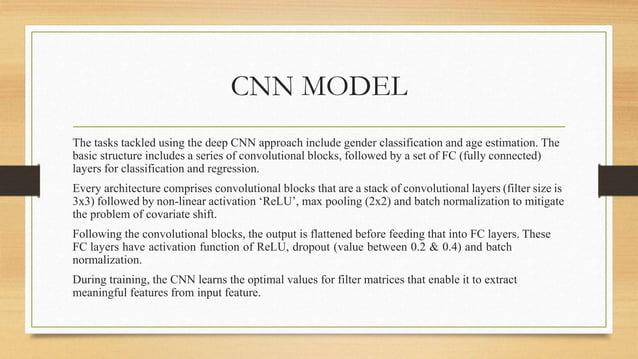 CNN MODEL
The tasks tackled using the deep CNN approach include gender classification and age estimation. The
basic structure includes a series of convolutional blocks, followed by a set of FC (fully connected)
layers for classification and regression.
Every architecture comprises convolutional blocks that are a stack of convolutional layers (filter size is
3x3) followed by non-linear activation ‘ReLU’, max pooling (2x2) and batch normalization to mitigate
the problem of covariate shift.
Following the convolutional blocks, the output is flattened before feeding that into FC layers. These
FC layers have activation function of ReLU, dropout (value between 0.2 & 0.4) and batch
normalization.
During training, the CNN learns the optimal values for filter matrices that enable it to extract
meaningful features from input feature.